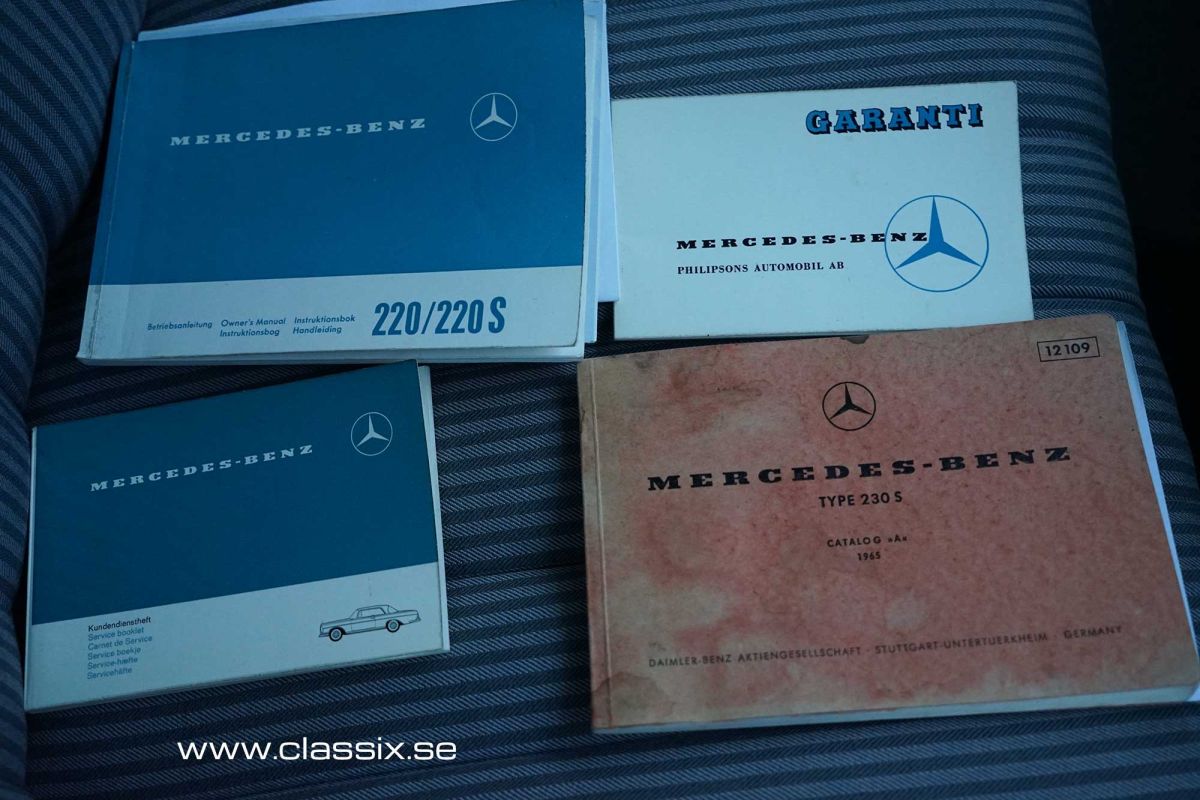 MERCEDES-BENZ
Betriebsanleitung Owner's Manual Instruktionsbok
Instruktionsbog Handleiding
220/220 S
GARANTI
MERCEDES-BENZ
PHILIPSONS AUTOMOBIL AB
MERCEDES-BENZ
Kundendienstheft
Service booklet
Carnet de Service
Service boekje
Service-hæfte
Servicehäfte
12109
MERCEDES-BENZ
TYPE 230 S
CATALOG »A«
1965
DAIMLER-BENZ AKTIENGESELLSCHAFT · STUTTGART-UNTERTUERKHEIM · GERMANY
www.classix.se